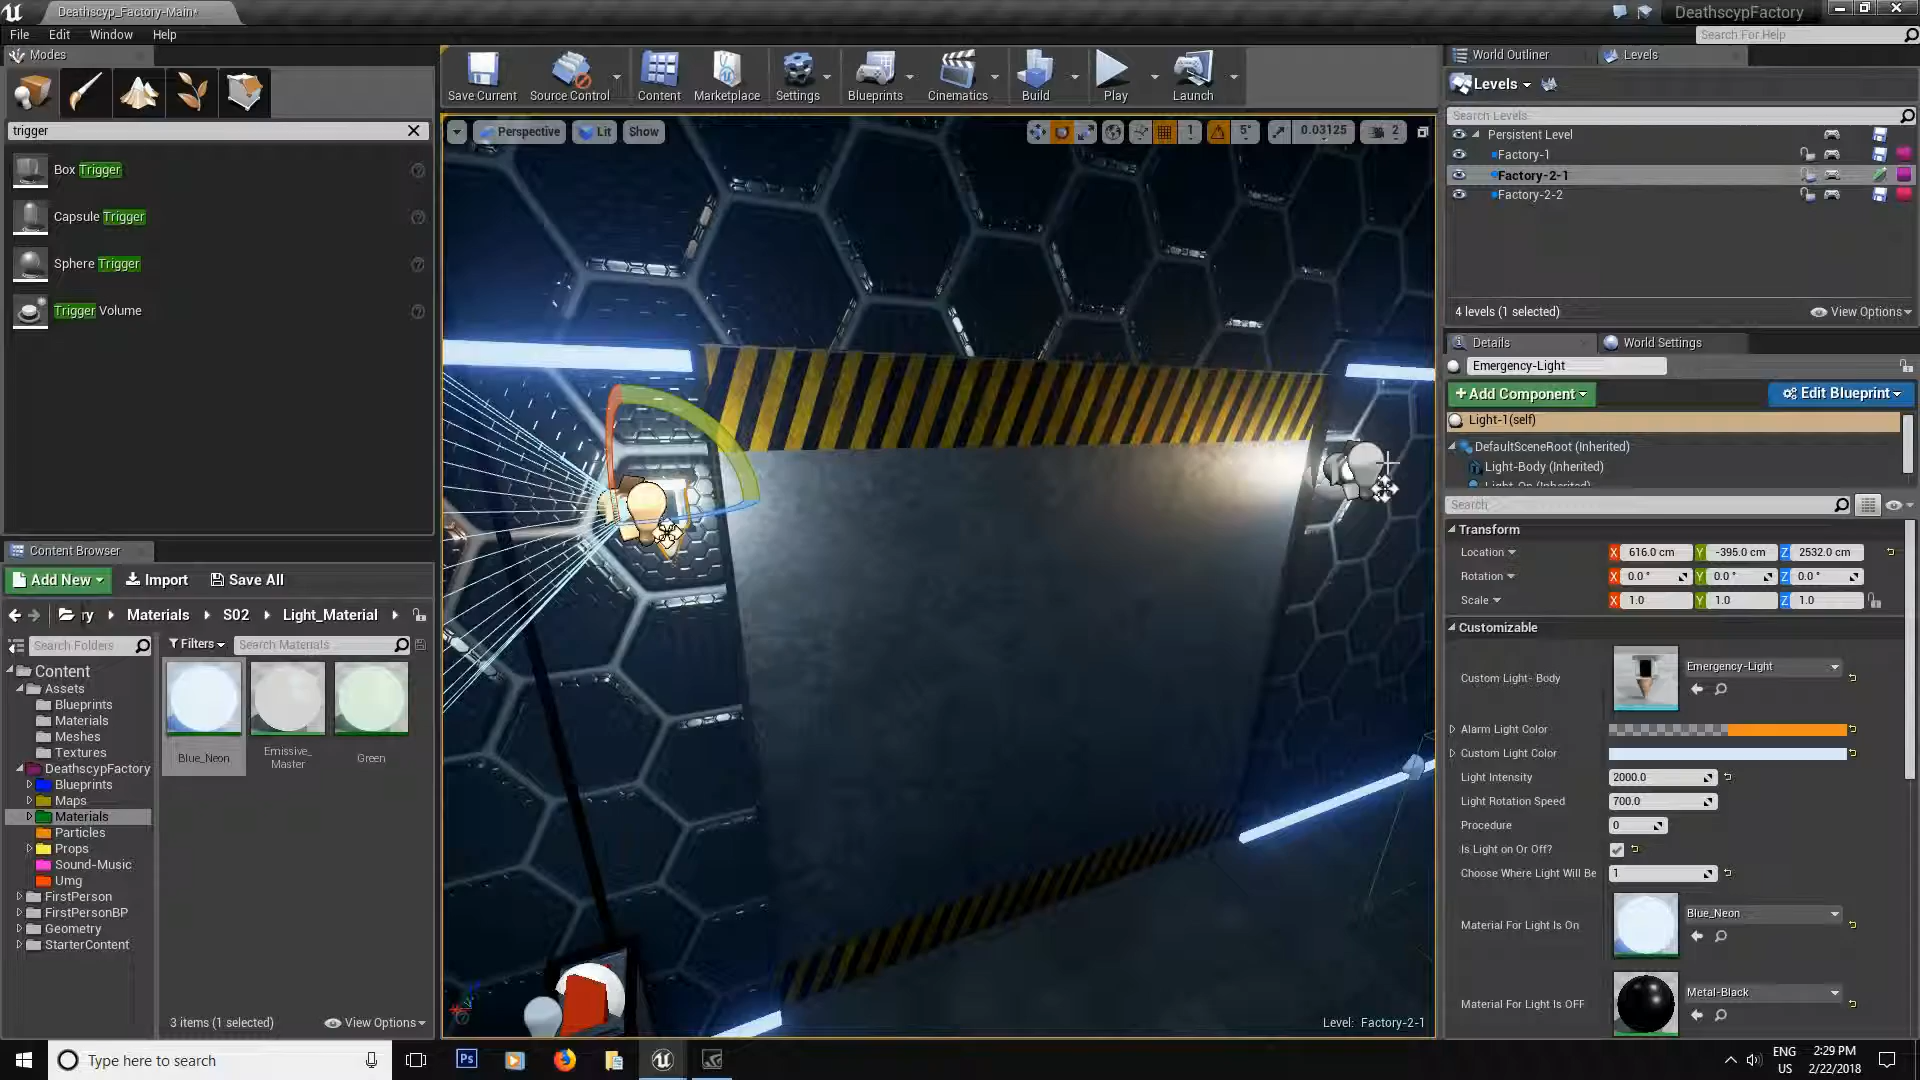 Deathscyp_Factory-Main*
DeathscypFactory
File Edit Window Help
Search For Help
Modes
trigger
Box Trigger
Capsule Trigger
Sphere Trigger
Trigger Volume
Save Current
Source Control
Content
Marketplace
Settings
Blueprints
Cinematics
Build
Play
Launch
Perspective
Lit
Show
1
5°
0.03125
2
Level: Factory-2-1
World Outliner
Levels
Levels
Search Levels
Persistent Level
Factory-1
Factory-2-1
Factory-2-2
4 levels (1 selected)
View Options
Details
World Settings
Emergency-Light
+Add Component
Edit Blueprint
Light-1(self)
DefaultSceneRoot (Inherited)
Light-Body (Inherited)
Light-On (Inherited)
Search
Transform
Location X 616.0 cm Y -395.0 cm Z 2532.0 cm
Rotation X 0.0 ° Y 0.0 ° Z 0.0 °
Scale X 1.0 Y 1.0 Z 1.0
Customizable
Custom Light- Body
Emergency-Light
Alarm Light Color
Custom Light Color
Light Intensity 2000.0
Light Rotation Speed 700.0
Procedure 0
Is Light on Or Off?
Choose Where Light Will Be 1
Material For Light Is On
Blue_Neon
Material For Light Is OFF
Metal-Black
Content Browser
Add New
Import
Save All
ry Materials S02 Light_Material
Search Folders
Filters
Search Materials
Content
Assets
Blueprints
Materials
Meshes
Textures
DeathscypFactory
Blueprints
Maps
Materials
Particles
Props
Sound-Music
Umg
FirstPerson
FirstPersonBP
Geometry
StarterContent
Blue_Neon
Emissive_
Master
Green
3 items (1 selected)
View Options
Type here to search
Ps
ENG
US
2:29 PM
2/22/2018